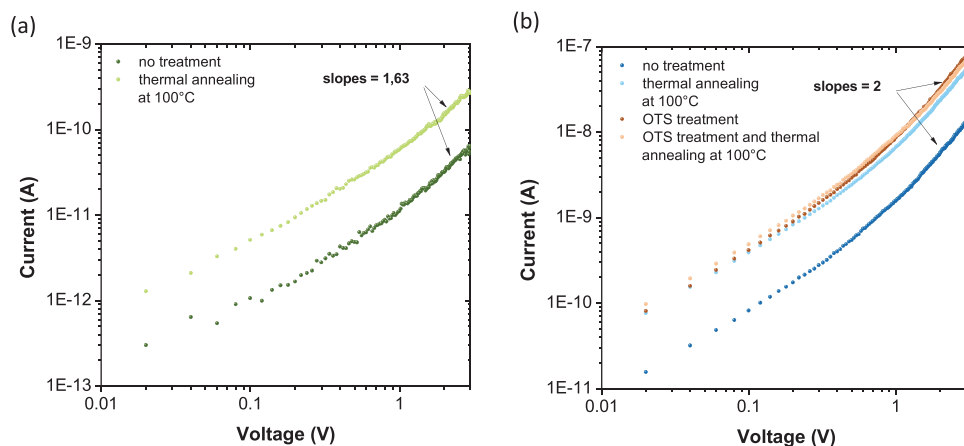 (a)
1E-9
no treatment
thermal annealing
at 100°C
slopes = 1,63
1E-10
1E-11
1E-12
1E-13
0.01
0.1
1
Current (A)
Voltage (V)
(b)
1E-7
no treatment
thermal annealing
at 100°C
OTS treatment
OTS treatment and thermal
annealing at 100°C
slopes = 2
1E-8
1E-9
1E-10
1E-11
0.01
0.1
1
Current (A)
Voltage (V)